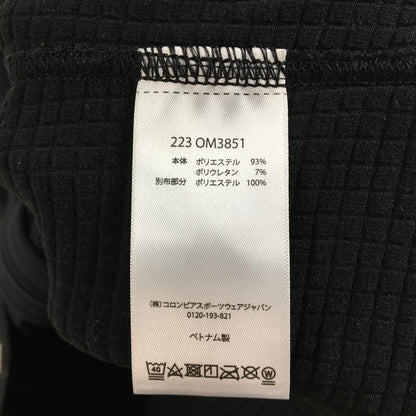 223 OM3851
本体 ポリエステル 93%
ポリウレタン 7%
別布部分 ポリエステル 100%
(株)コロンビアスポーツウェアジャパン
0120-193-821
ベトナム製
40 W